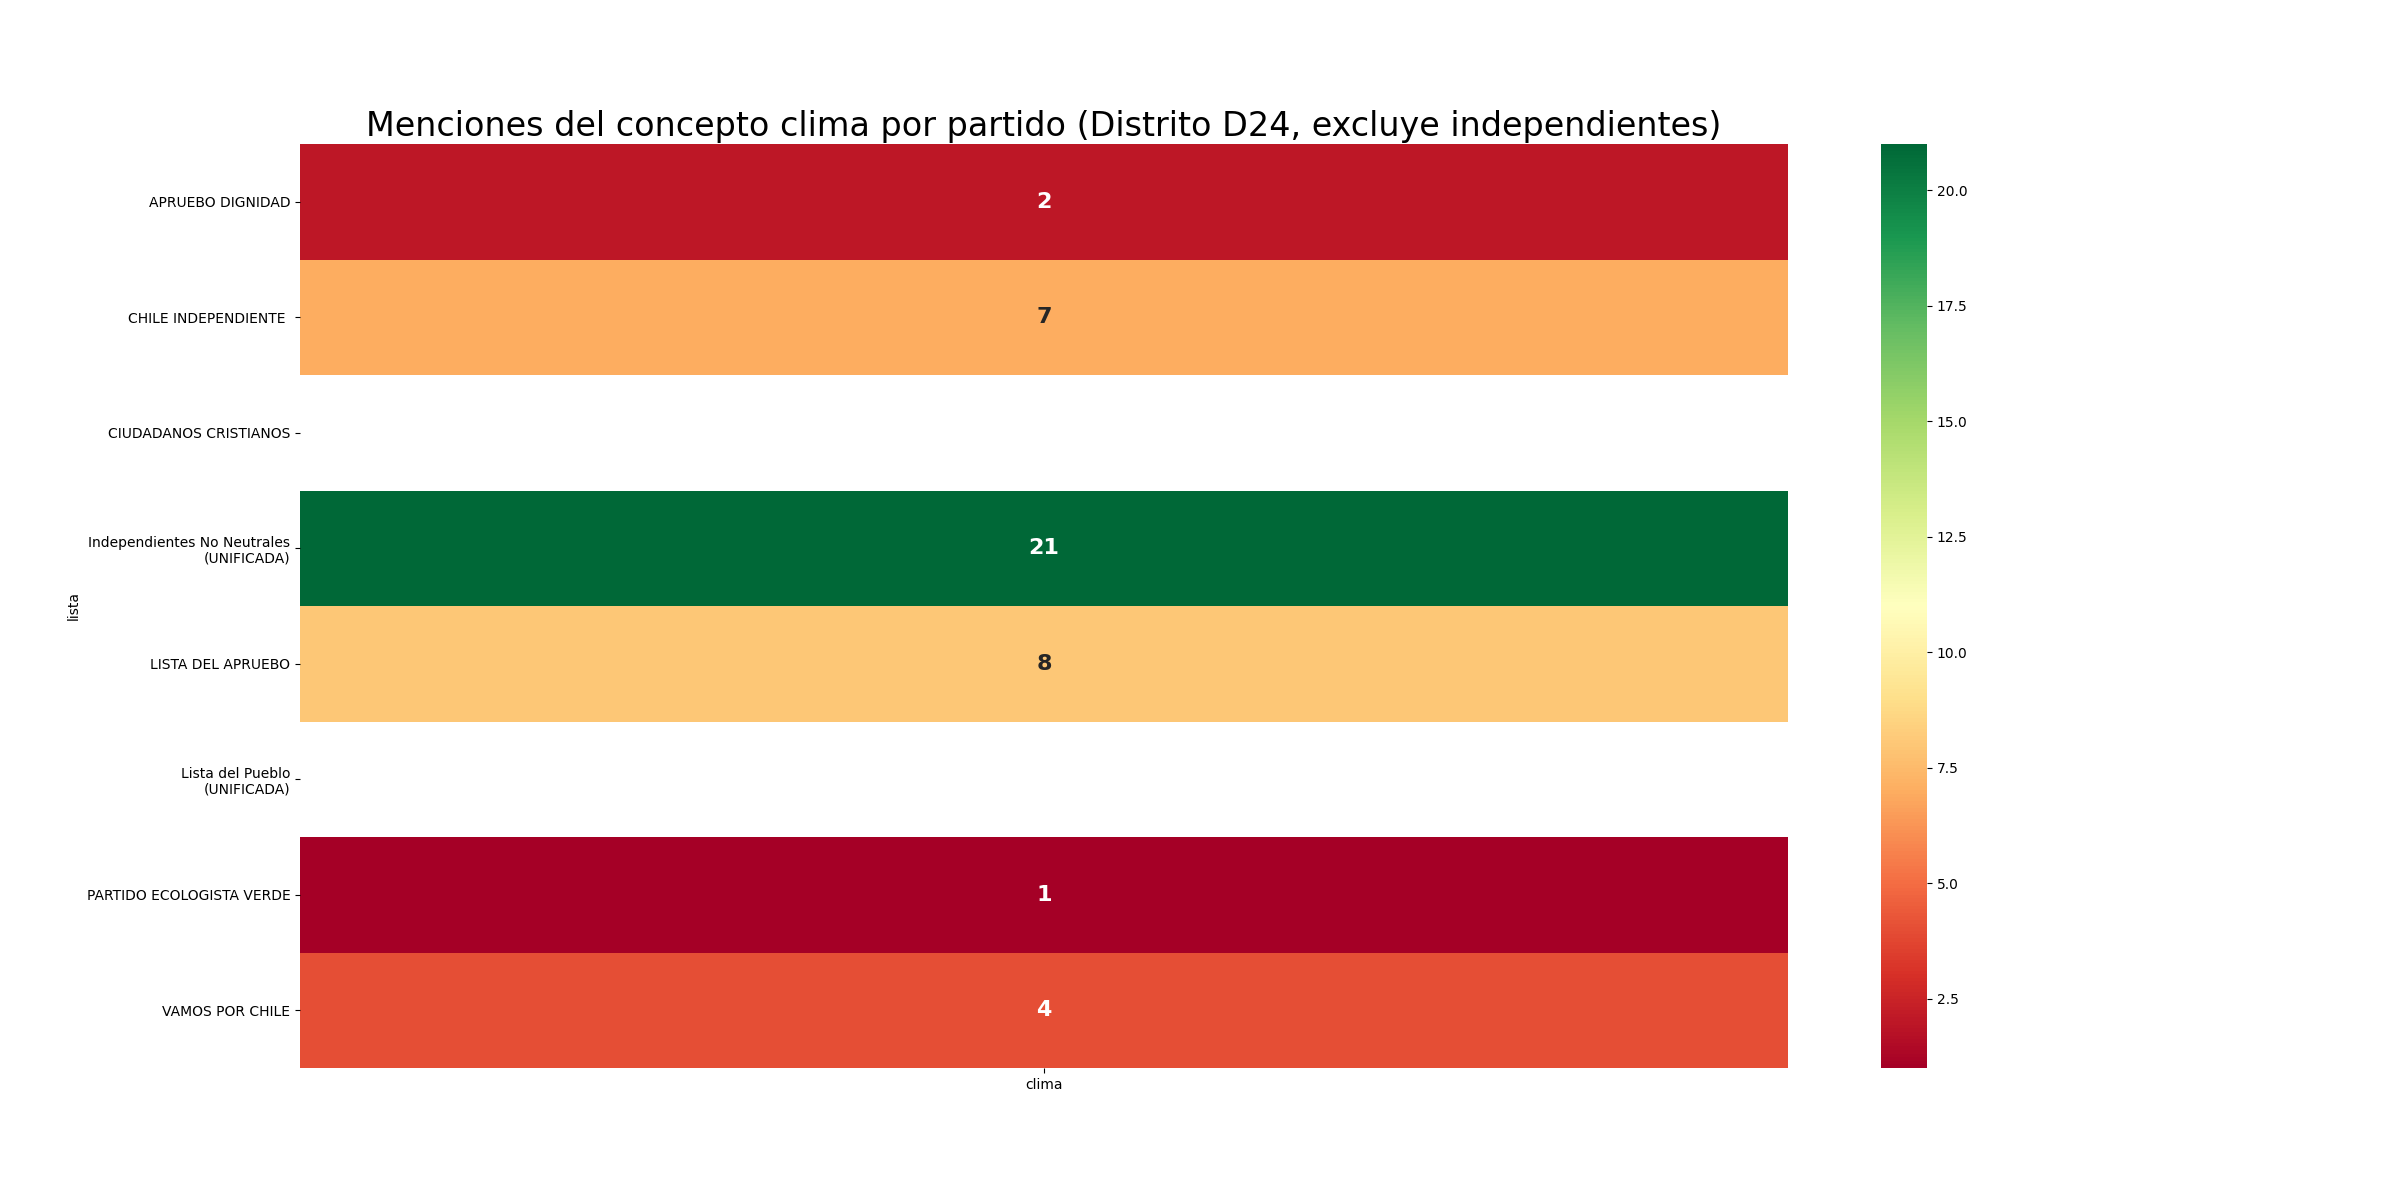 Menciones del concepto clima por partido (Distrito D24, excluye independientes)
APRUEBO DIGNIDAD
2
CHILE INDEPENDIENTE
7
CIUDADANOS CRISTIANOS
Independientes No Neutrales
(UNIFICADA)
21
LISTA DEL APRUEBO
8
Lista del Pueblo
(UNIFICADA)
PARTIDO ECOLOGISTA VERDE
1
VAMOS POR CHILE
4
lista
clima
20.0
17.5
15.0
12.5
10.0
7.5
5.0
2.5